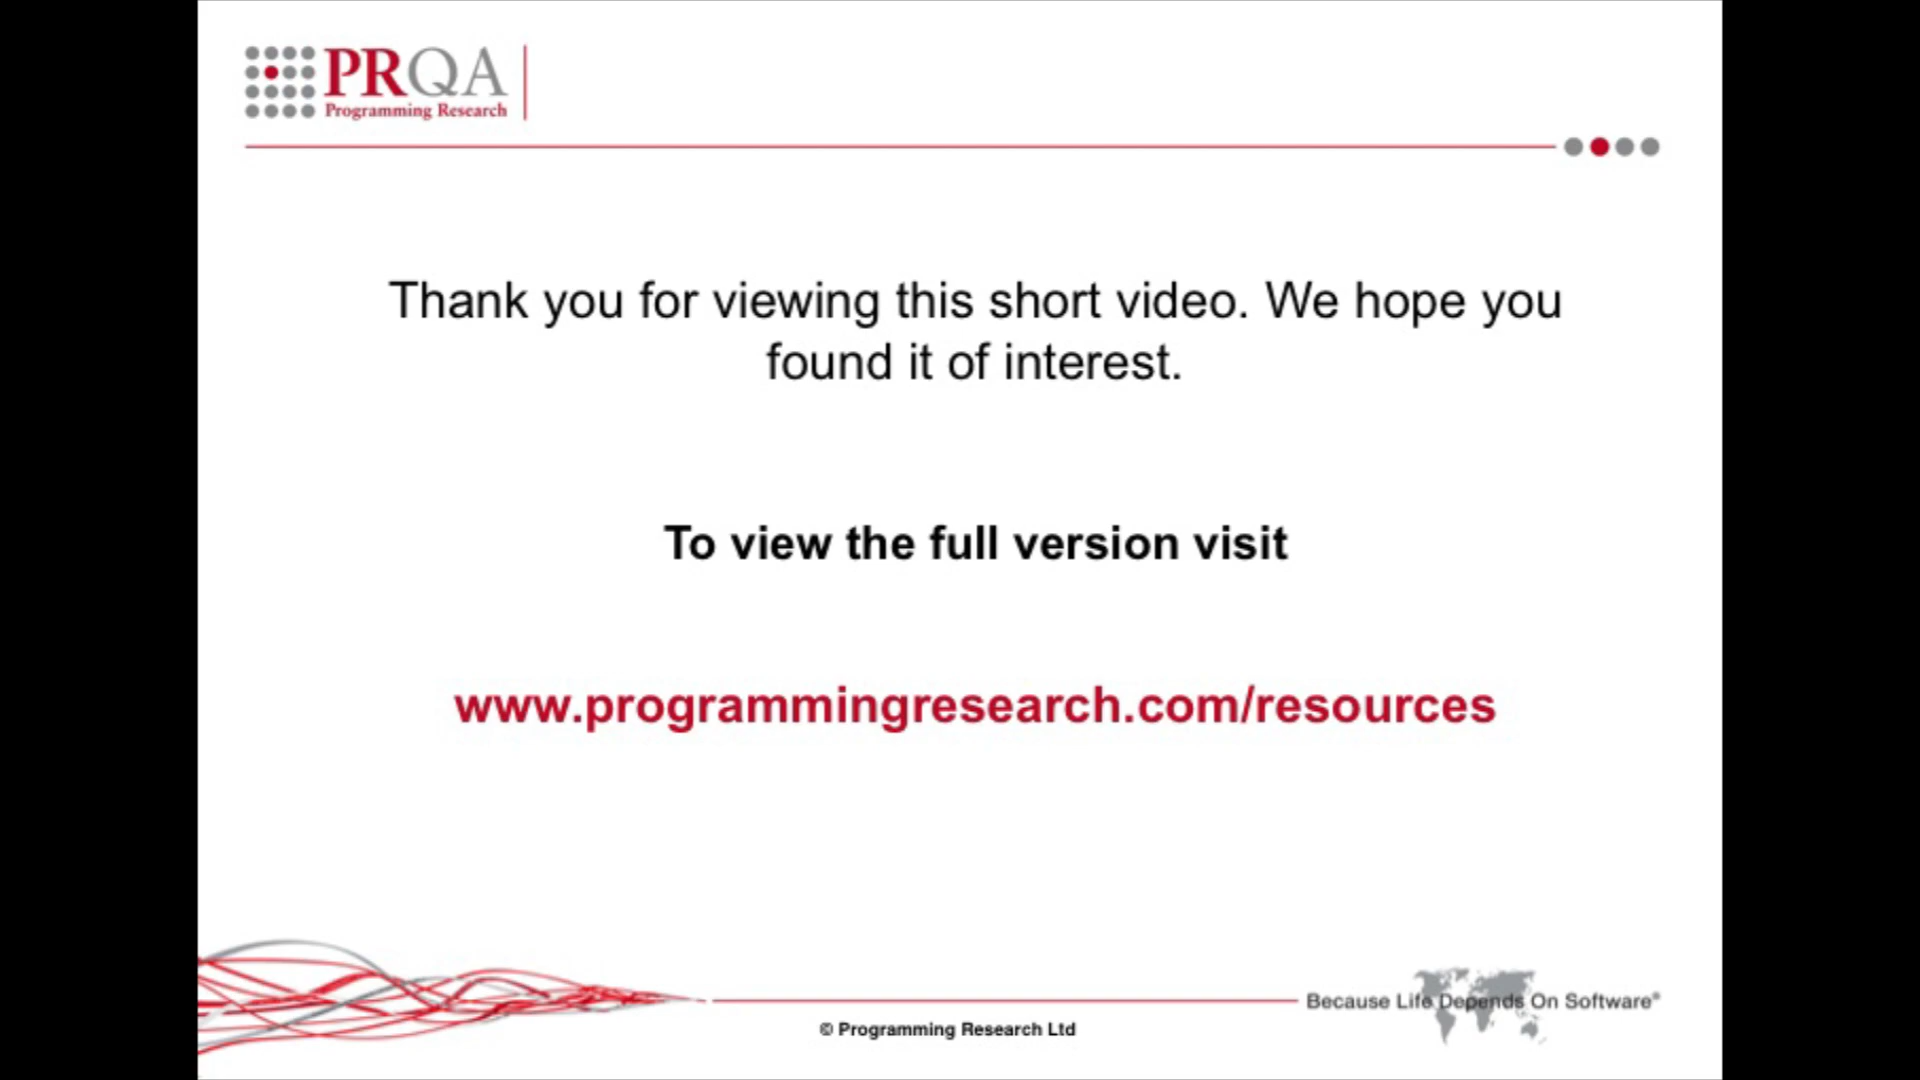 PRQA
Programming Research
Thank you for viewing this short video. We hope you
found it of interest.
To view the full version visit
www.programmingresearch.com/resources
Because Life Depends On Software®
© Programming Research Ltd